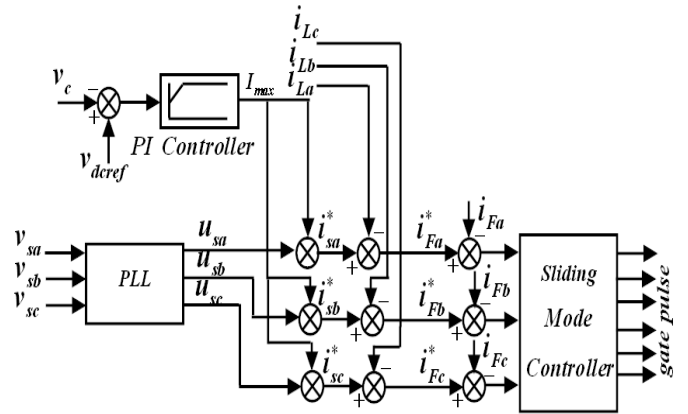 i_Lc
i_Lb
i_La
v_c
−
+
I_max
PI Controller
v_dcref
v_sa
v_sb
v_sc
PLL
u_sa
u_sb
u_sc
i*_sa
−
+
i*_Fa
i_Fa
−
+
i*_sb
−
+
i*_Fb
i_Fb
−
+
i*_sc
−
+
i*_Fc
i_Fc
−
+
Sliding
Mode
Controller
gate pulse